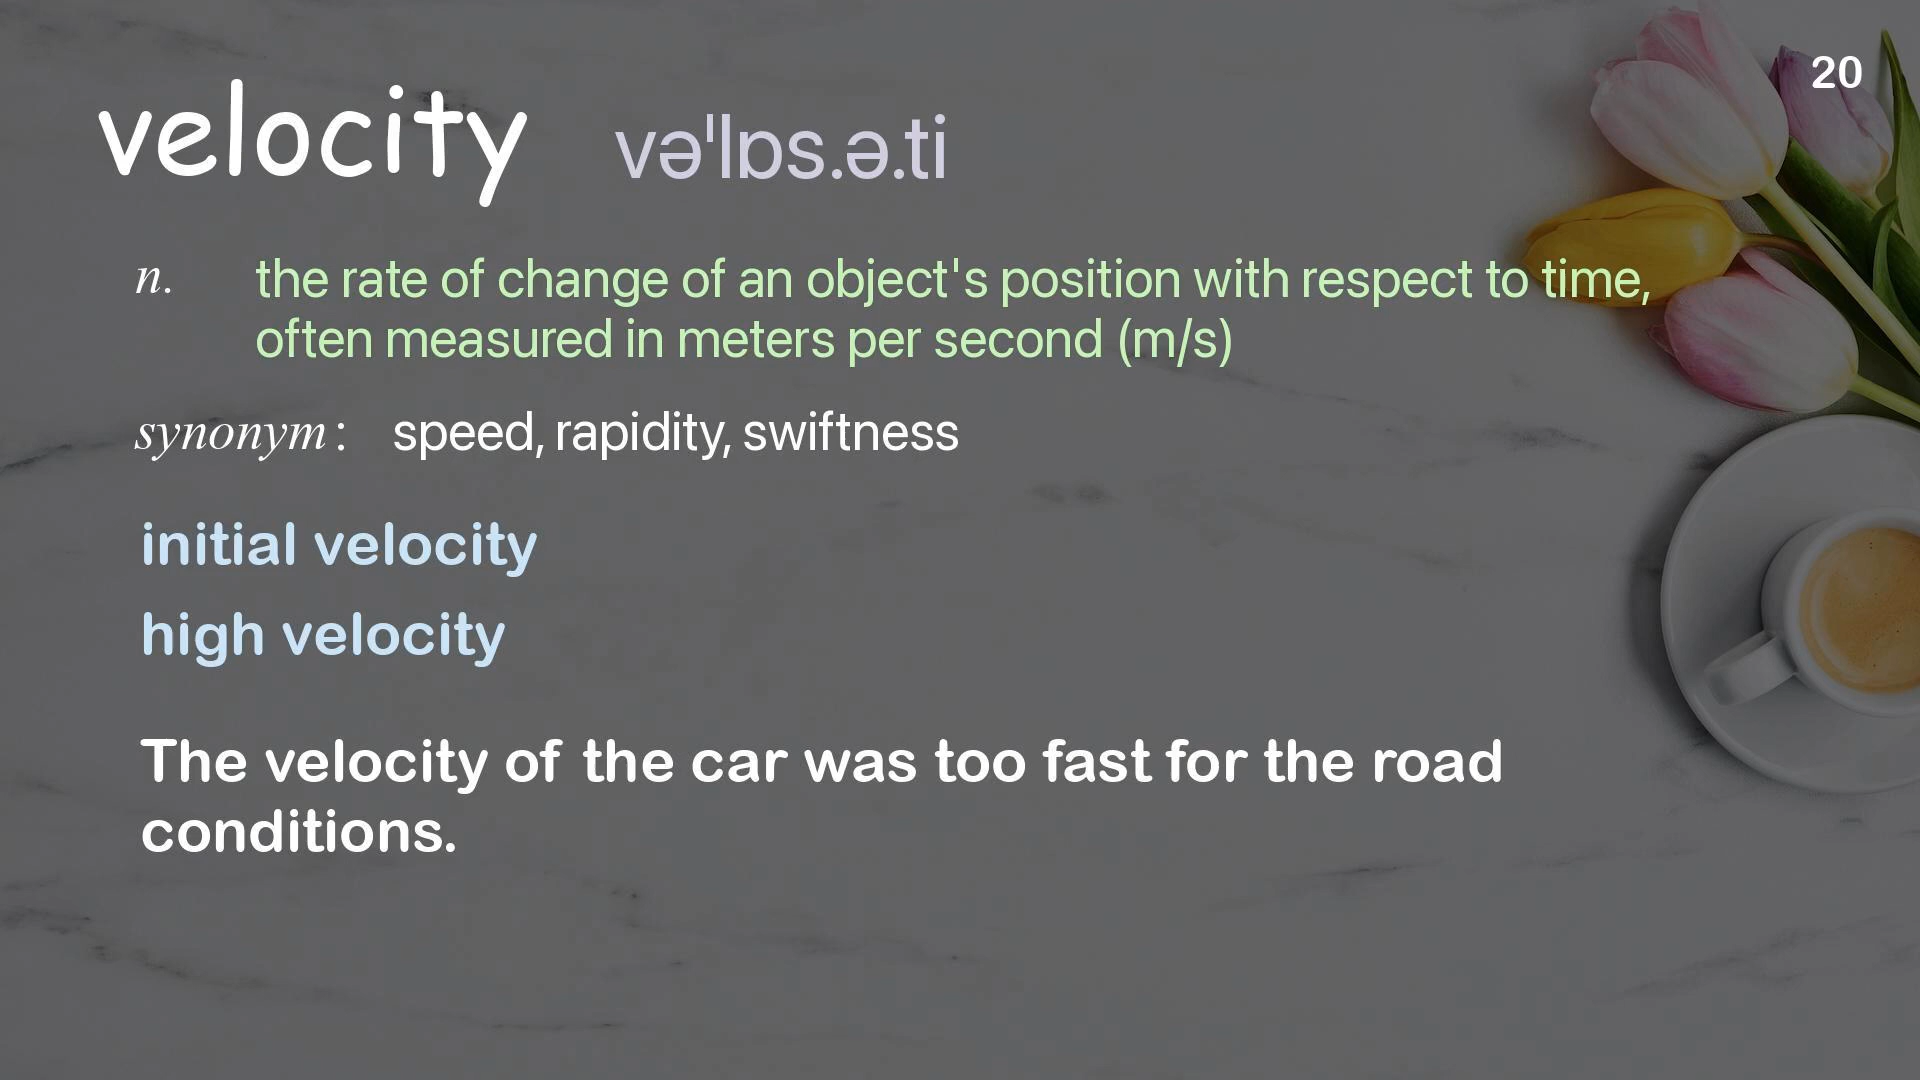 20
velocity vəˈlɒs.ə.ti
n. the rate of change of an object's position with respect to time,
often measured in meters per second (m/s)
synonym: speed, rapidity, swiftness
initial velocity
high velocity
The velocity of the car was too fast for the road
conditions.